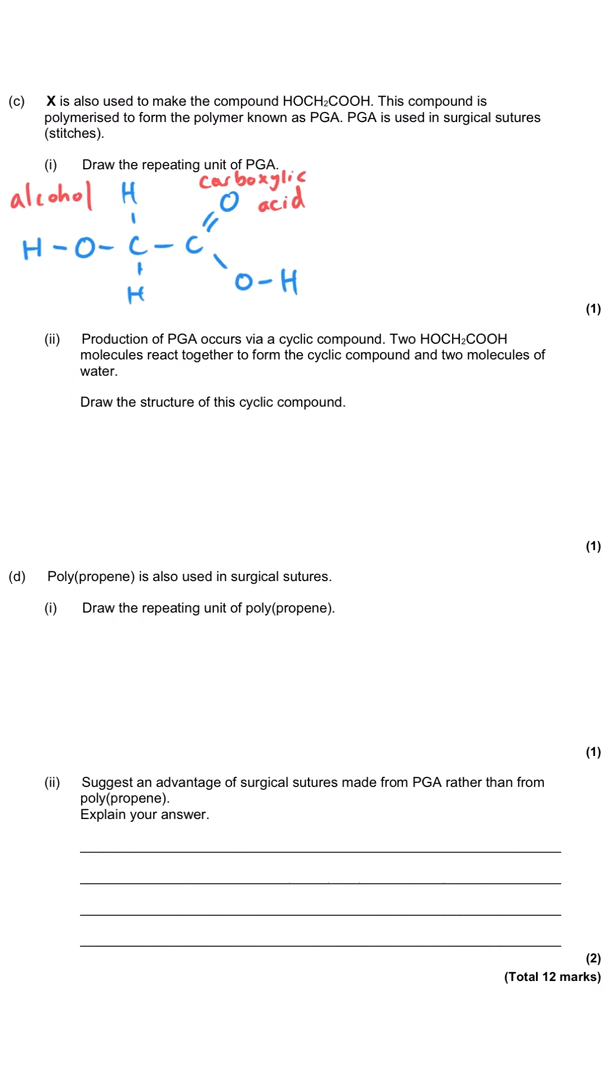 (c) X is also used to make the compound HOCH₂COOH. This compound is
polymerised to form the polymer known as PGA. PGA is used in surgical sutures
(stitches).
(i) Draw the repeating unit of PGA.
alcohol
carboxylic
acid
H
O
H-O-C-C
O-H
H
(1)
(ii) Production of PGA occurs via a cyclic compound. Two HOCH₂COOH
molecules react together to form the cyclic compound and two molecules of
water.
Draw the structure of this cyclic compound.
(1)
(d) Poly(propene) is also used in surgical sutures.
(i) Draw the repeating unit of poly(propene).
(1)
(ii) Suggest an advantage of surgical sutures made from PGA rather than from
poly(propene).
Explain your answer.
(2)
(Total 12 marks)